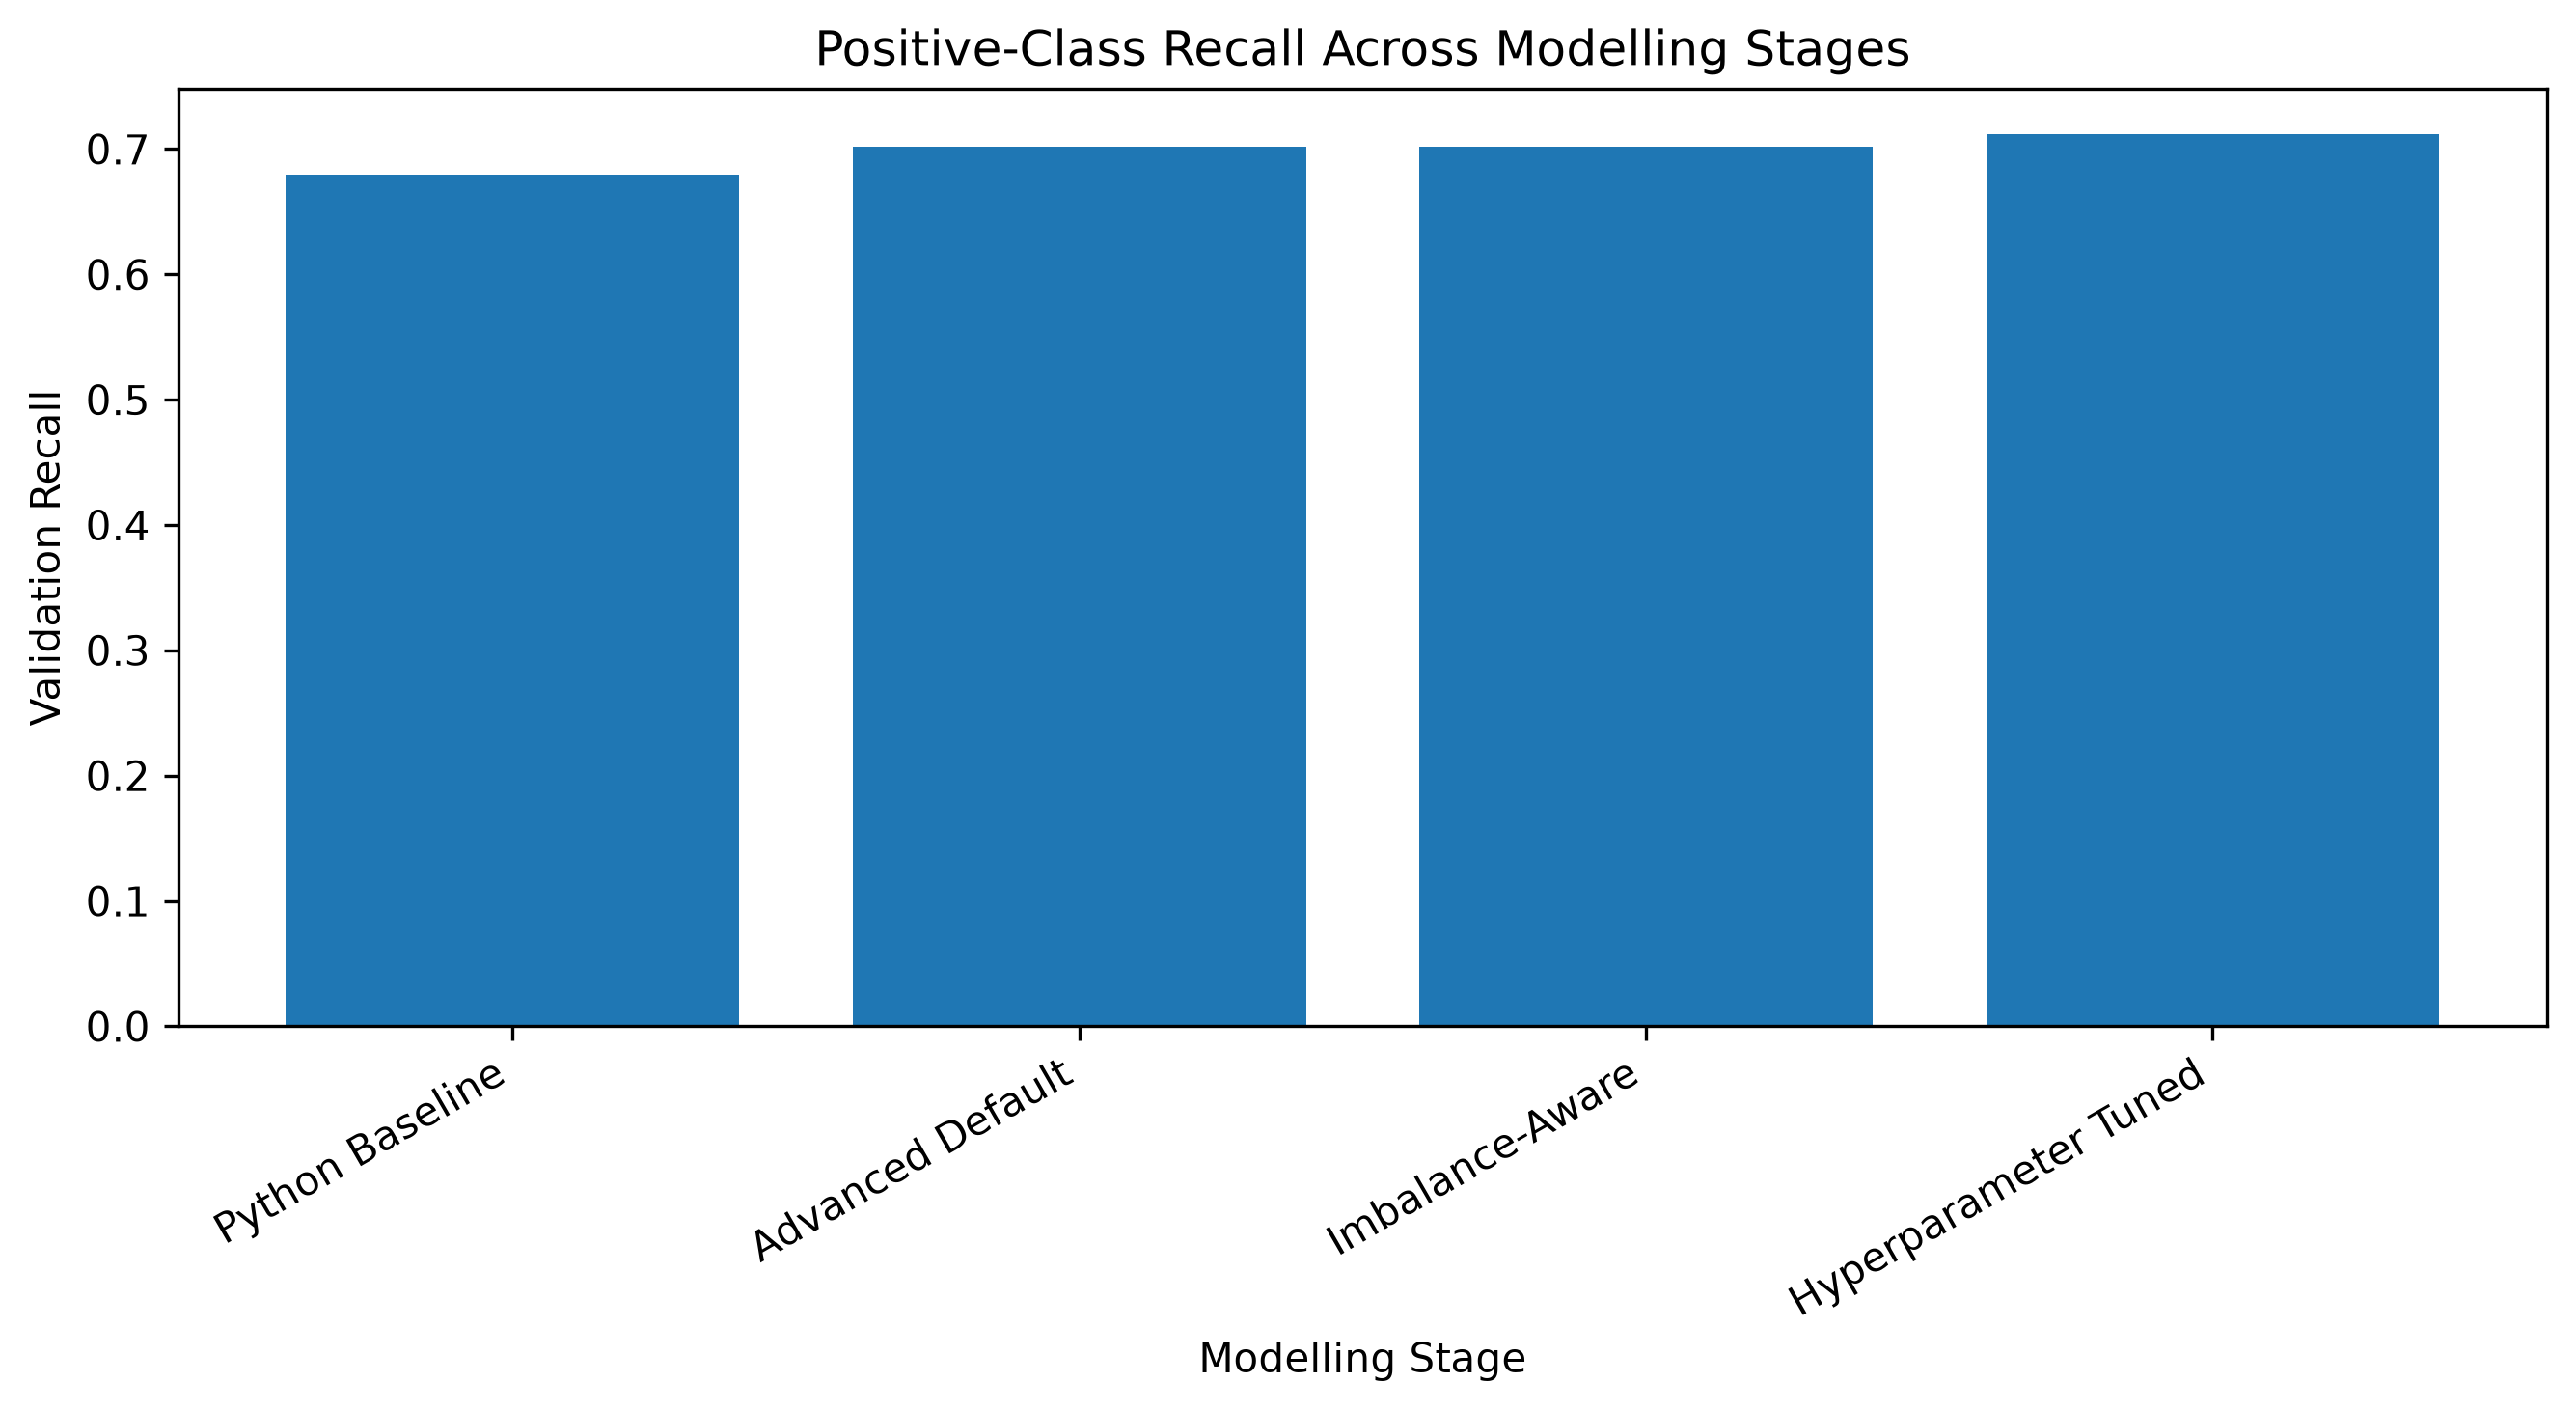 Positive-Class Recall Across Modelling Stages
Validation Recall
0.7
0.6
0.5
0.4
0.3
0.2
0.1
0.0
Python Baseline
Advanced Default
Imbalance-Aware
Hyperparameter Tuned
Modelling Stage